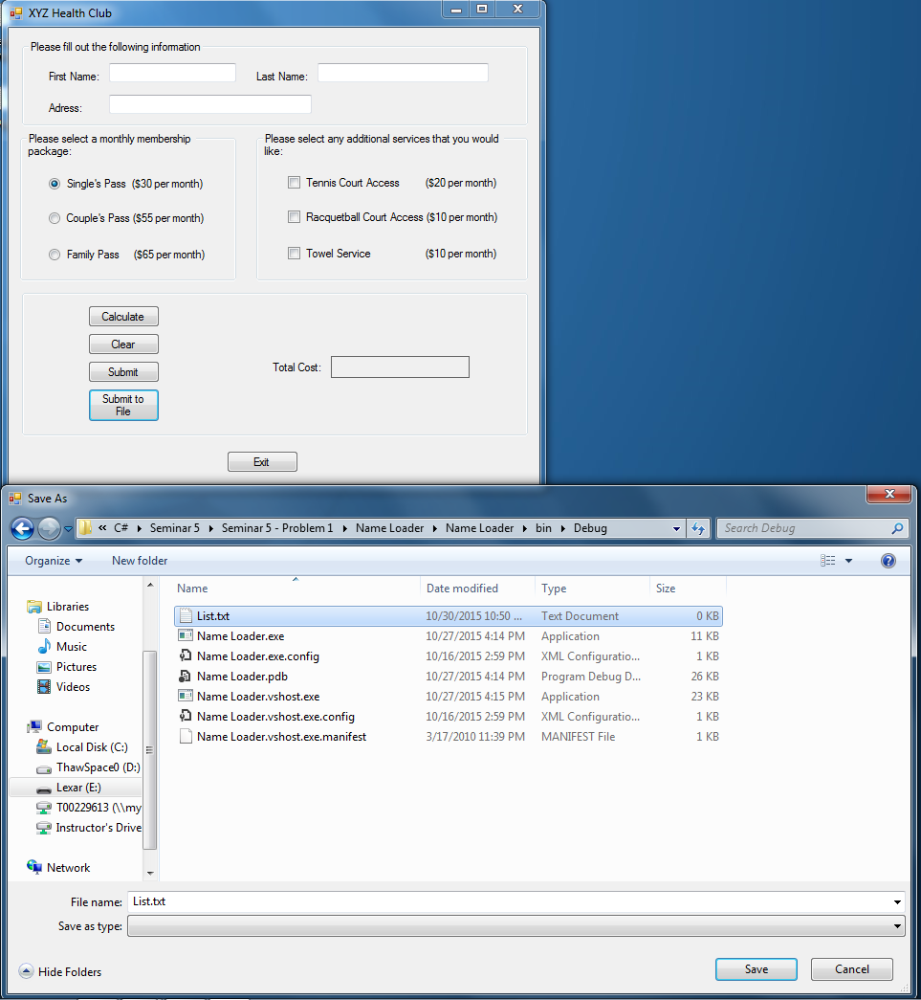 XYZ Health Club
Please fill out the following information
First Name:
Last Name:
Adress:
Please select a monthly membership
package:
Single's Pass ($30 per month)
Couple's Pass ($55 per month)
Family Pass ($65 per month)
Please select any additional services that you would
like:
Tennis Court Access ($20 per month)
Racquetball Court Access ($10 per month)
Towel Service ($10 per month)
Calculate
Clear
Submit
Submit to
File
Total Cost:
Exit
Save As
« C# Seminar 5 Seminar 5 - Problem 1 Name Loader Name Loader bin Debug
Search Debug
Organize New folder
Libraries
Documents
Music
Pictures
Videos
Computer
Local Disk (C:)
ThawSpace0 (D:)
Lexar (E:)
T00229613 (\\my
Instructor's Drive
Network
Name Date modified Type Size
List.txt 10/30/2015 10:50 ... Text Document 0 KB
Name Loader.exe 10/27/2015 4:14 PM Application 11 KB
Name Loader.exe.config 10/16/2015 2:59 PM XML Configuratio... 1 KB
Name Loader.pdb 10/27/2015 4:14 PM Program Debug D... 26 KB
Name Loader.vshost.exe 10/27/2015 4:15 PM Application 23 KB
Name Loader.vshost.exe.config 10/16/2015 2:59 PM XML Configuratio... 1 KB
Name Loader.vshost.exe.manifest 3/17/2010 11:39 PM MANIFEST File 1 KB
File name: List.txt
Save as type:
Hide Folders
Save
Cancel